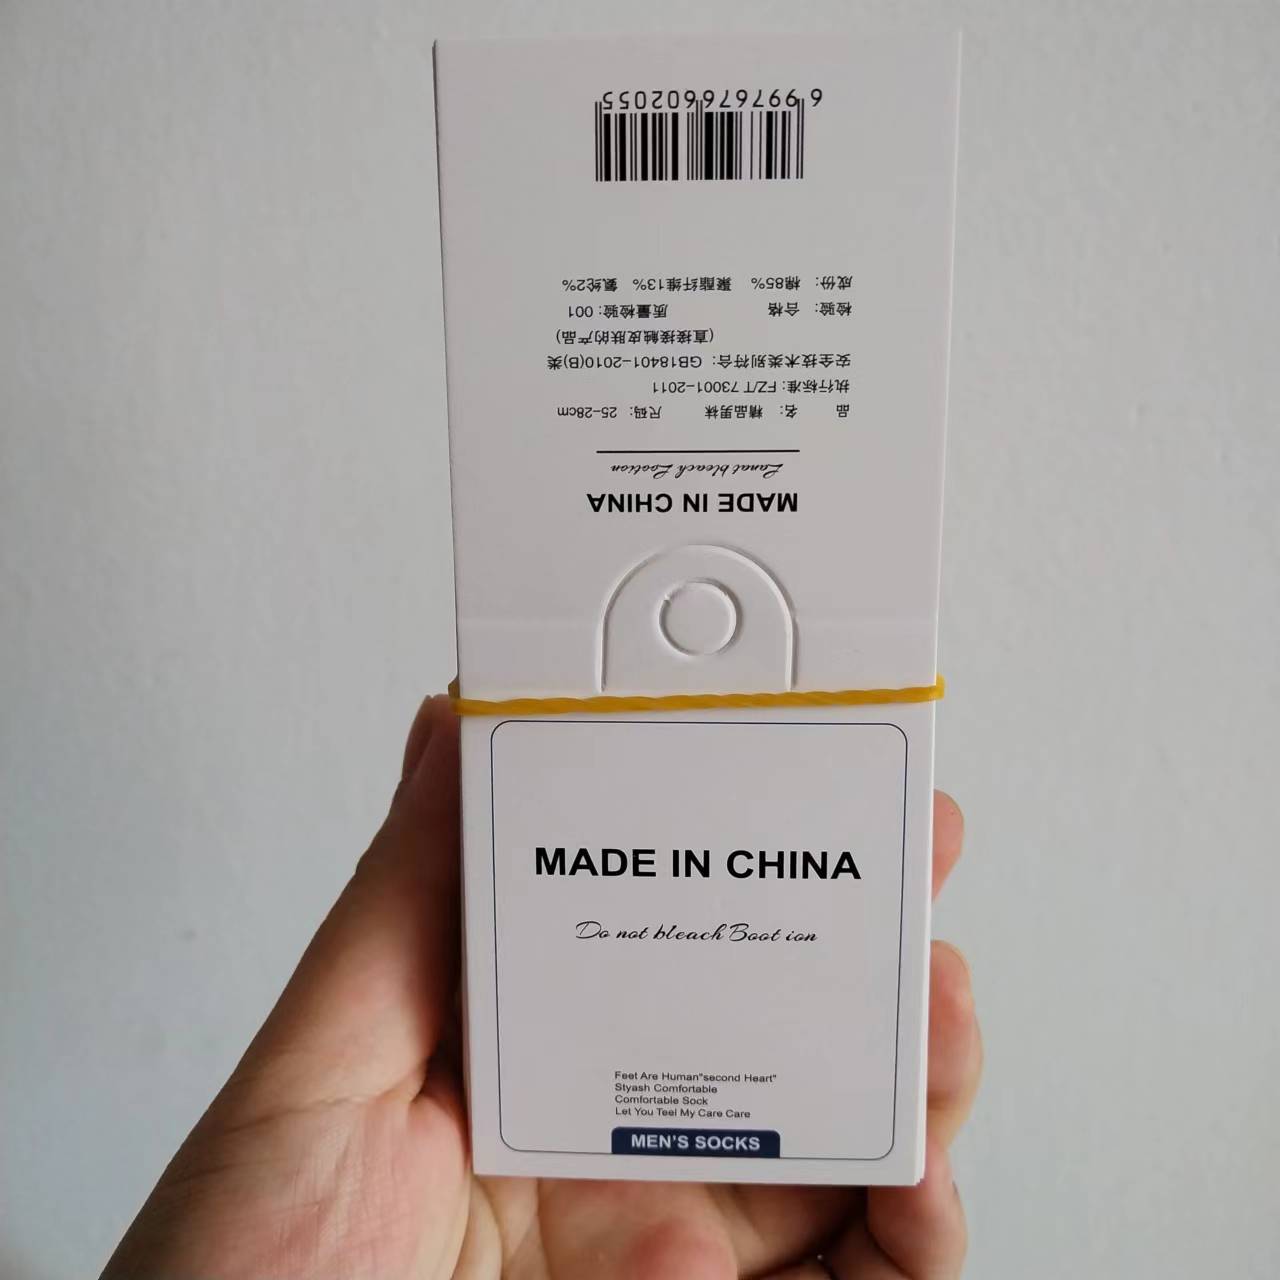 MADE IN CHINA
Lanat bleach Lootion
品 名: 精品男袜 尺码: 25-28cm
执行标准: FZ/T 73001-2011
安全技术类别符合: GB18401-2010(B)类
(直接接触皮肤的产品)
检验: 合格 质量检验: 001
成份: 棉85% 聚酯纤维13% 氨纶2%
6 997676 602055
MADE IN CHINA
Do not bleach Boot ion
Feet Are Human"second Heart"
Styash Comfortable
Comfortable Sock
Let You Teel My Care Care
MEN'S SOCKS